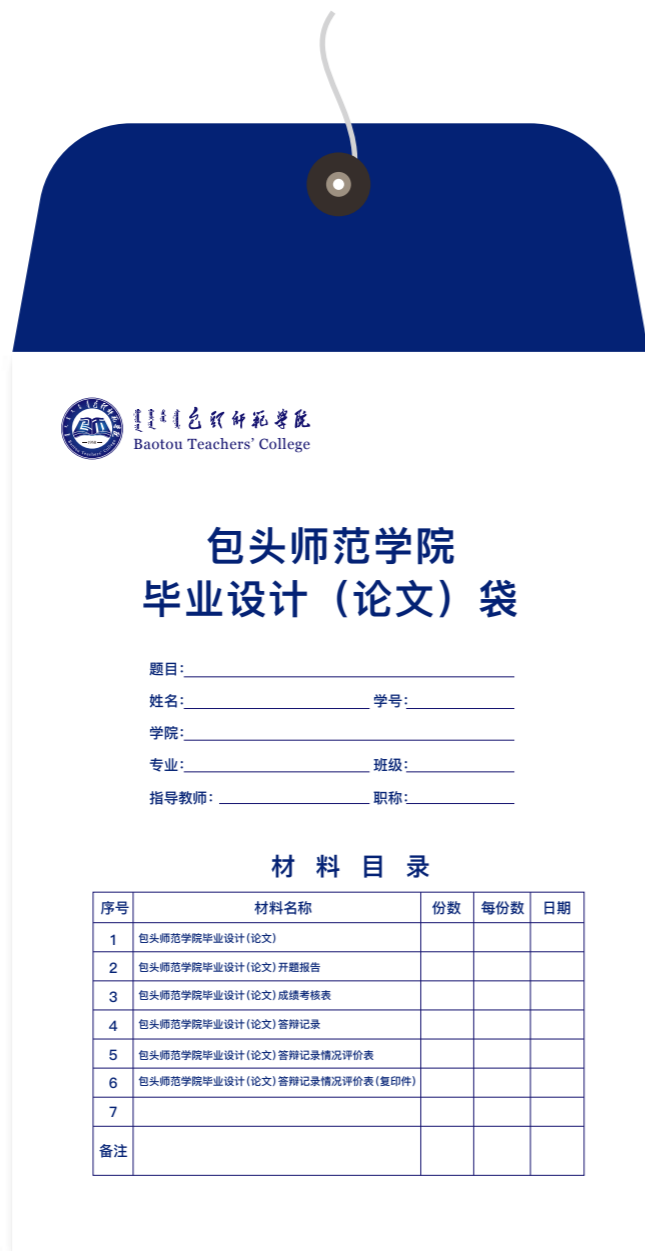 包头师范学院
Baotou Teachers' College
包头师范学院
毕业设计（论文）袋
题目：
姓名： 学号：
学院：
专业： 班级：
指导教师： 职称：
材料目录
序号 材料名称 份数 每份数 日期
1 包头师范学院毕业设计(论文)
2 包头师范学院毕业设计(论文)开题报告
3 包头师范学院毕业设计(论文)成绩考核表
4 包头师范学院毕业设计(论文)答辩记录
5 包头师范学院毕业设计(论文)答辩记录情况评价表
6 包头师范学院毕业设计(论文)答辩记录情况评价表(复印件)
7
备注